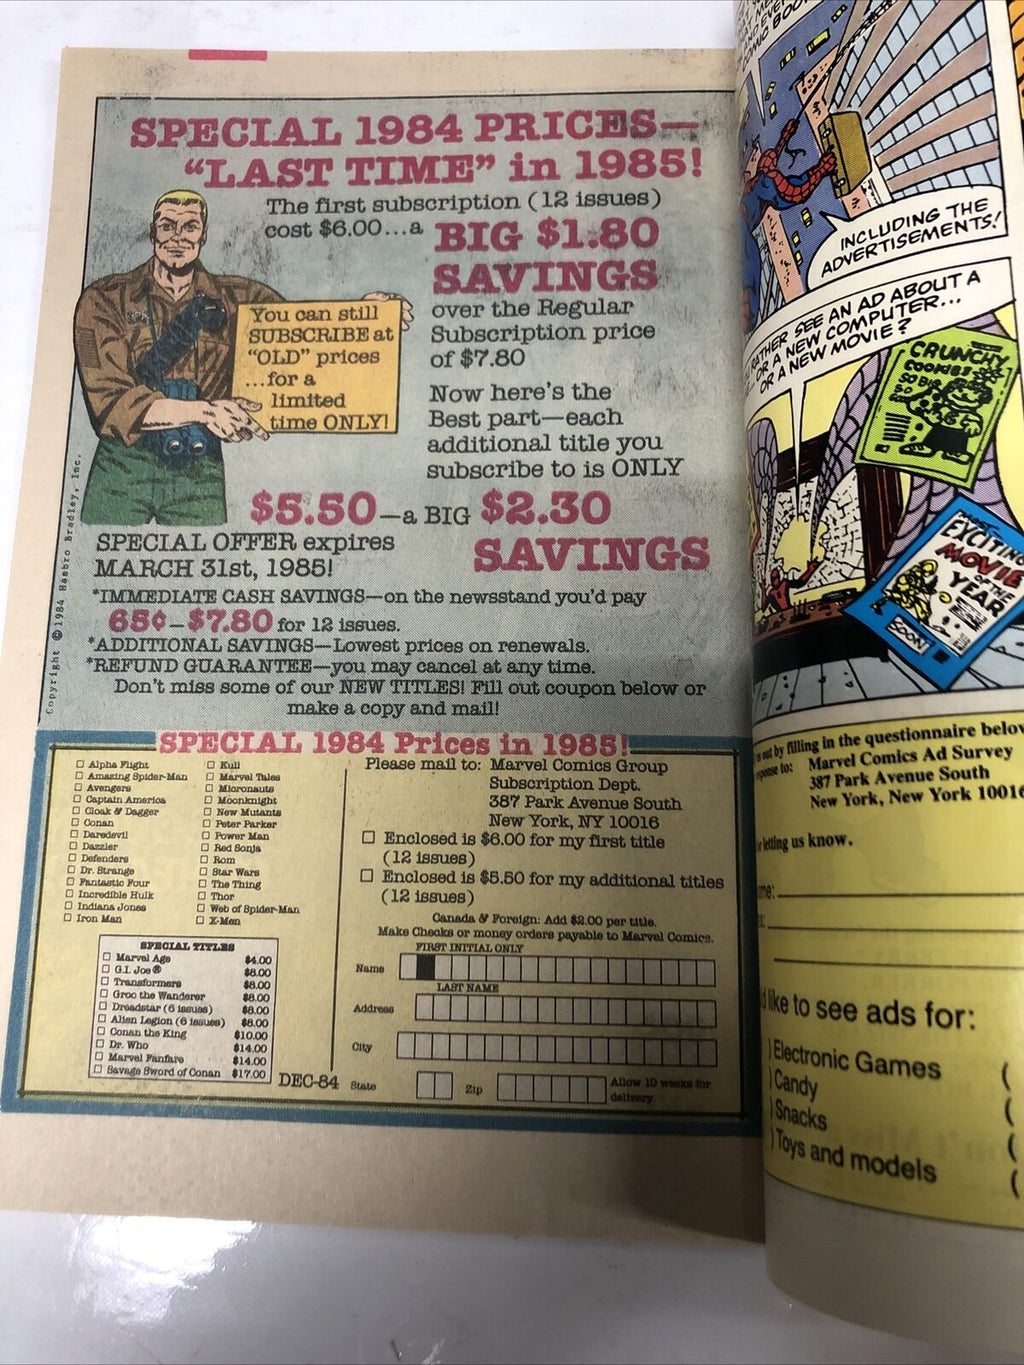 SPECIAL 1984 PRICES—
"LAST TIME" in 1985!
The first subscription (12 issues)
cost $6.00...a BIG $1.80
SAVINGS
over the Regular
Subscription price
of $7.80
You can still
SUBSCRIBE at
"OLD" prices
...for a
limited
time ONLY!
Now here's the
Best part—each
additional title you
subscribe to is ONLY
$5.50—a BIG $2.30
SAVINGS
SPECIAL OFFER expires
MARCH 31st, 1985!
*IMMEDIATE CASH SAVINGS—on the newsstand you'd pay
65¢–$7.80 for 12 issues.
*ADDITIONAL SAVINGS—Lowest prices on renewals.
*REFUND GUARANTEE—you may cancel at any time.
Don't miss some of our NEW TITLES! Fill out coupon below or
make a copy and mail!
Copyright © 1984 Hasbro Bradley, Inc.
SPECIAL 1984 Prices in 1985!
Alpha Flight
Amazing Spider-Man
Avengers
Captain America
Cloak & Dagger
Conan
Daredevil
Dazzler
Defenders
Dr. Strange
Fantastic Four
Incredible Hulk
Indiana Jones
Iron Man
Kull
Marvel Tales
Micronauts
Moonknight
New Mutants
Peter Parker
Power Man
Red Sonja
Rom
Star Wars
The Thing
Thor
Web of Spider-Man
X-Men
SPECIAL TITLES
Marvel Age $4.00
G.I. Joe® $8.00
Transformers $8.00
Groo the Wanderer $8.00
Dreadstar (6 issues) $8.00
Alien Legion (6 issues) $8.00
Conan the King $10.00
Dr. Who $14.00
Marvel Fanfare $14.00
Savage Sword of Conan $17.00
DEC-84
Please mail to: Marvel Comics Group
Subscription Dept.
387 Park Avenue South
New York, NY 10016
Enclosed is $6.00 for my first title
(12 issues)
Enclosed is $5.50 for my additional titles
(12 issues)
Canada & Foreign: Add $2.00 per title.
Make Checks or money orders payable to Marvel Comics.
FIRST INITIAL ONLY
Name
LAST NAME
Address
City
State
Zip
Allow 10 weeks for
delivery.
INCLUDING THE
ADVERTISEMENTS!
SEE AN AD ABOUT A
OR A NEW COMPUTER...
OR A NEW MOVIE?
CRUNCHY
COOKIES
SO BIG
EXCITING
MOVIE
OF THE
YEAR
SOON
out by filling in the questionnaire below
to: Marvel Comics Ad Survey
387 Park Avenue South
New York, New York 10016
letting us know.
like to see ads for:
Electronic Games
Candy
Snacks
Toys and models